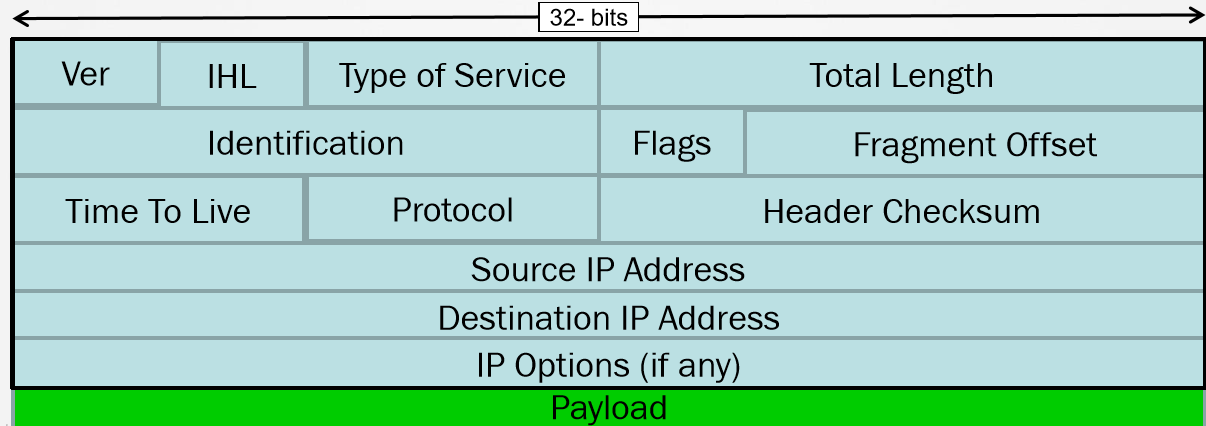 32- bits
Ver IHL Type of Service Total Length
Identification Flags Fragment Offset
Time To Live Protocol Header Checksum
Source IP Address
Destination IP Address
IP Options (if any)
Payload